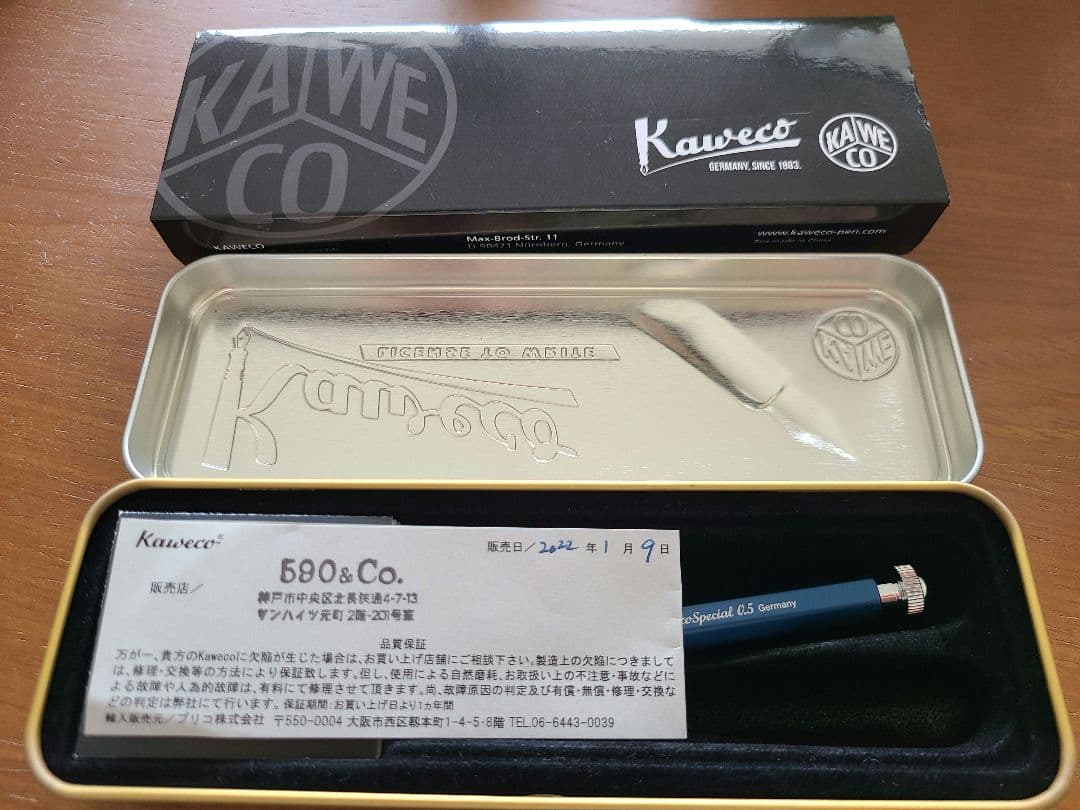 KAWE
CO
Kaweco
GERMANY, SINCE 1883.
KAWE
CO
KAWECO
Max-Brod-Str. 11
D 90471 Nürnberg, Germany
www.kaweco-pen.com
Box made in China
LICENSE TO WRITE
Kaweco
KAWE
CO
Kaweco®
販売日/2022年1月9日
販売店/
590&Co.
神戸市中央区北長狭通4-7-13
サンハイツ元町 2階-201号室
品質保証
万が一、貴方のKawecoに欠陥が生じた場合は、お買い上げ店舗にご相談下さい。製造上の欠陥につきまして
は、修理・交換等の方法により保証致します。但し、使用による自然磨耗、お取扱い上の不注意・事故などに
よる故障や人為的故障は、有料にて修理させて頂きます。尚、故障原因の判定及び有償・無償・修理・交換な
どの判定は弊社にて行います。保証期間:お買い上げ日より1ヵ年間
輸入販売元/プリコ株式会社 〒550-0004 大阪市西区靱本町1-4-5・8階 TEL.06-6443-0039
coSpecial 0.5 Germany